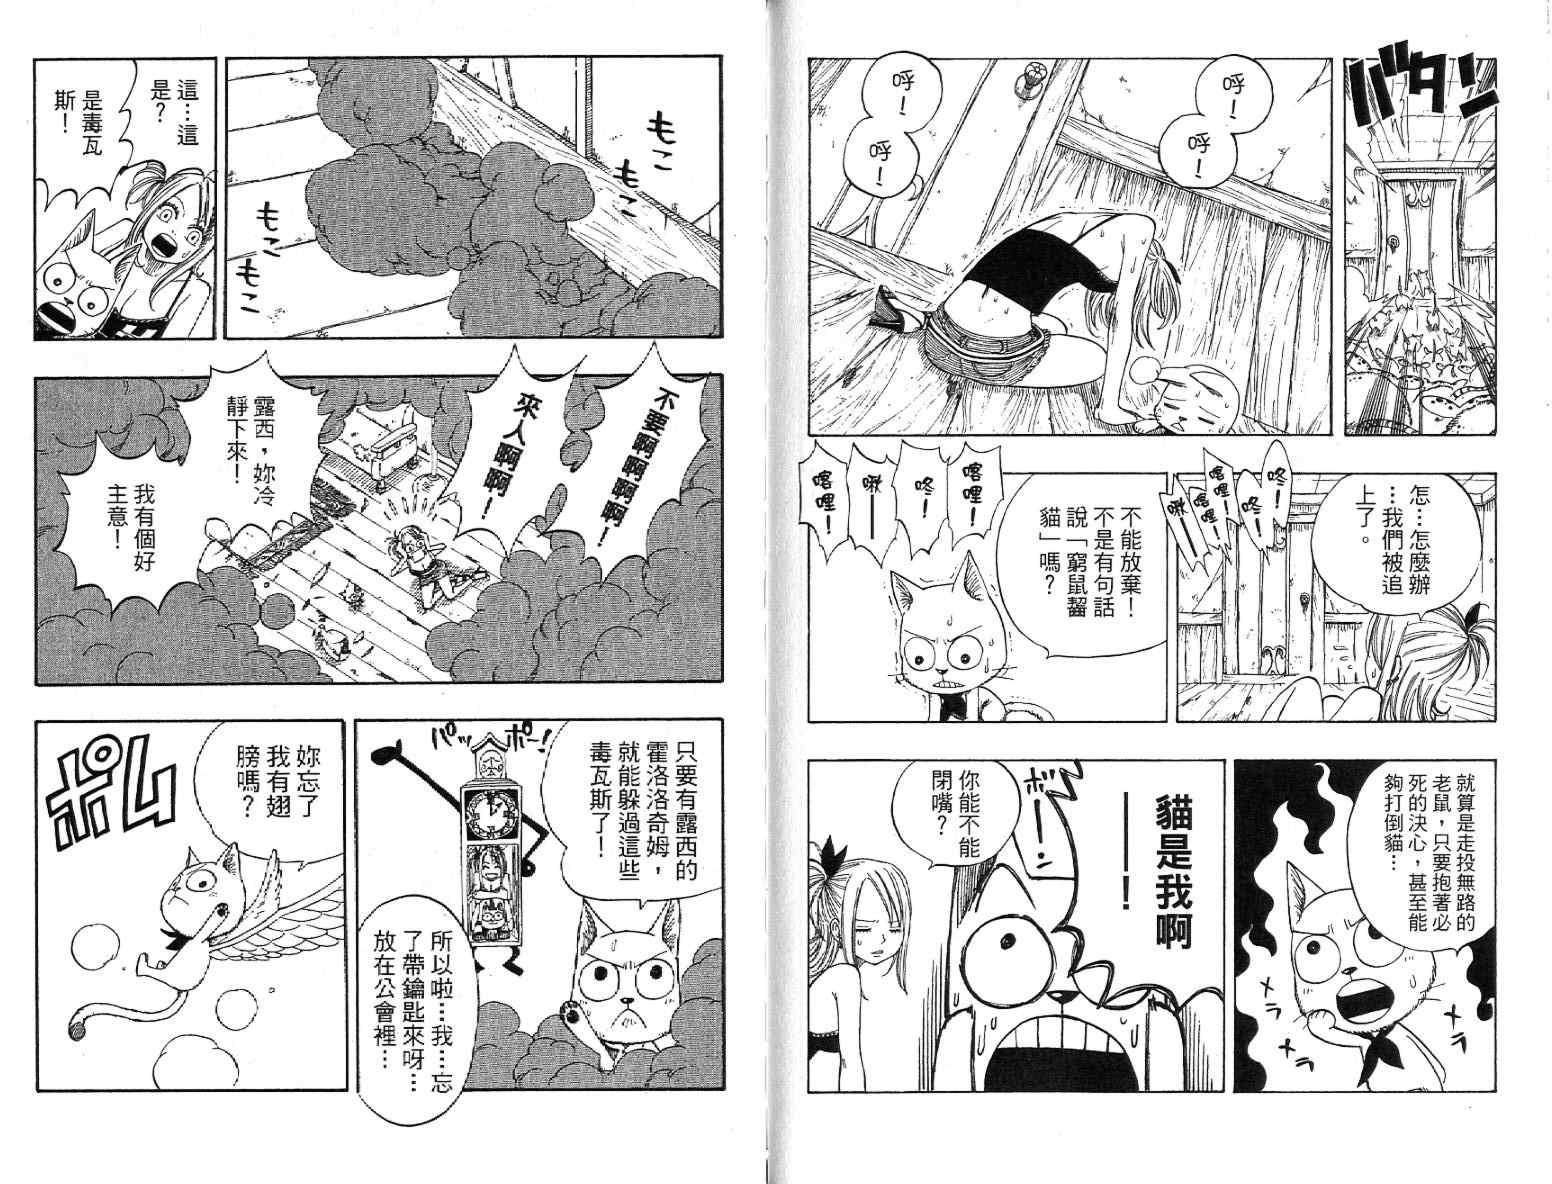 バタン
呼！
呼！
呼！
呼！
怎…怎麼辦
…我們被追
上了。
咚！
咚！
喀哩！
喀哩！
啾——
不能放棄！
不是有句話
說「窮鼠齧
貓」嗎？
喀哩！
咚！
啾——
喀哩！
就算是走投無路的
老鼠，只要抱著必
死的決心，甚至能
夠打倒貓…
メラ
メラ
貓是我啊
——！
ボーン
你能不能
閉嘴？
もこ
もこ
もこ
もこ
這…這
是？
是毒瓦
斯！
不要啊啊啊啊！
來人啊啊！
露西，妳冷
靜下來！
我有個好
主意！
只要有露西的
霍洛洛奇姆，
就能躲過這些
毒瓦斯了！
ポ〜！
パッ
所以啦…我…忘
了帶鑰匙來呀…
放在公會裡…
妳忘了
我有翅
膀嗎？
ポム